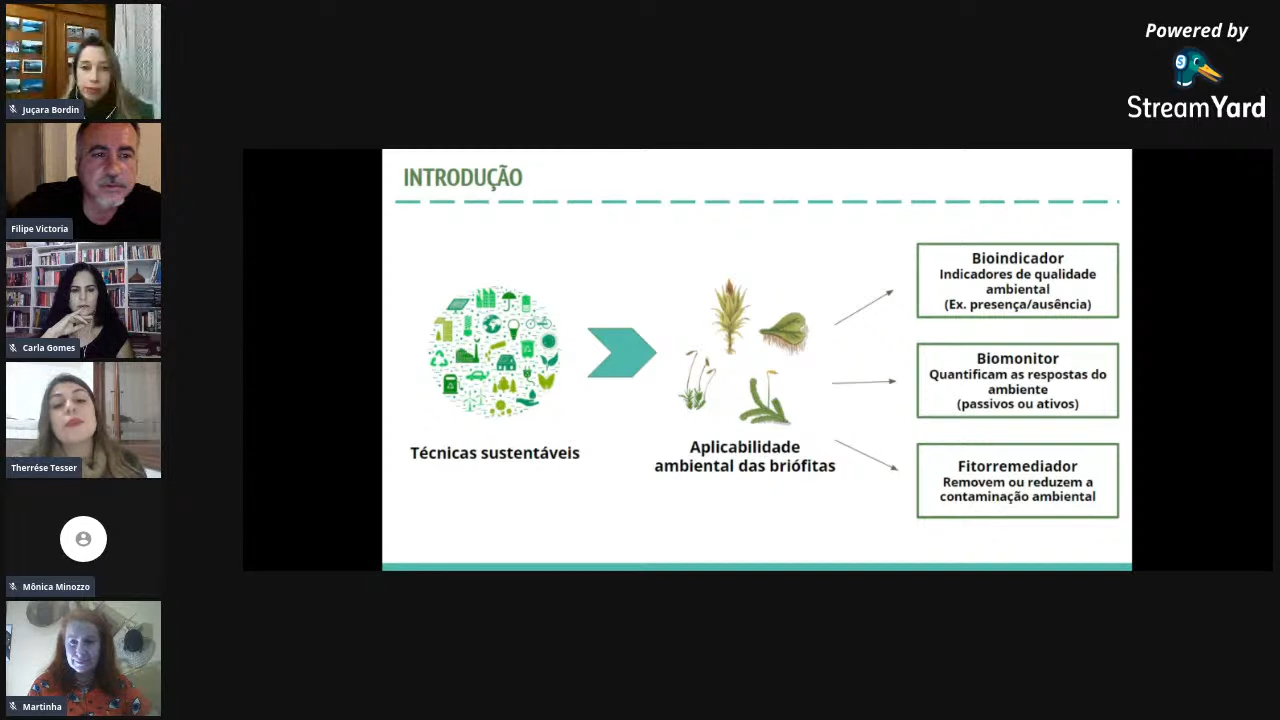 Juçara Bordin
Filipe Victoria
Carla Gomes
Therrése Tesser
Mônica Minozzo
Martinha
Powered by
StreamYard
INTRODUÇÃO
Técnicas sustentáveis
Aplicabilidade
ambiental das briófitas
Bioindicador
Indicadores de qualidade
ambiental
(Ex. presença/ausência)
Biomonitor
Quantificam as respostas do
ambiente
(passivos ou ativos)
Fitorremediador
Removem ou reduzem a
contaminação ambiental